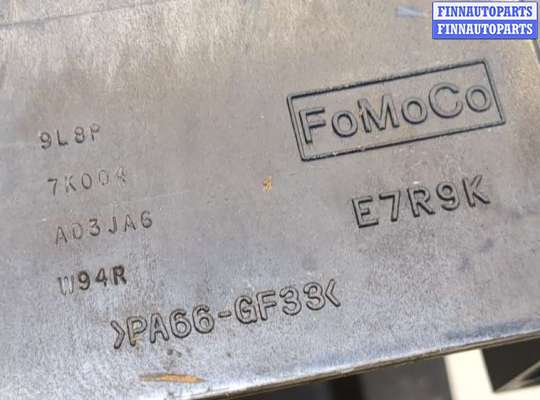 FINNAUTOPARTS
FINNAUTOPARTS
FoMoCo
9L8P
7K004
A03JA6
W94R
E7R9K
>PA66-GF33<